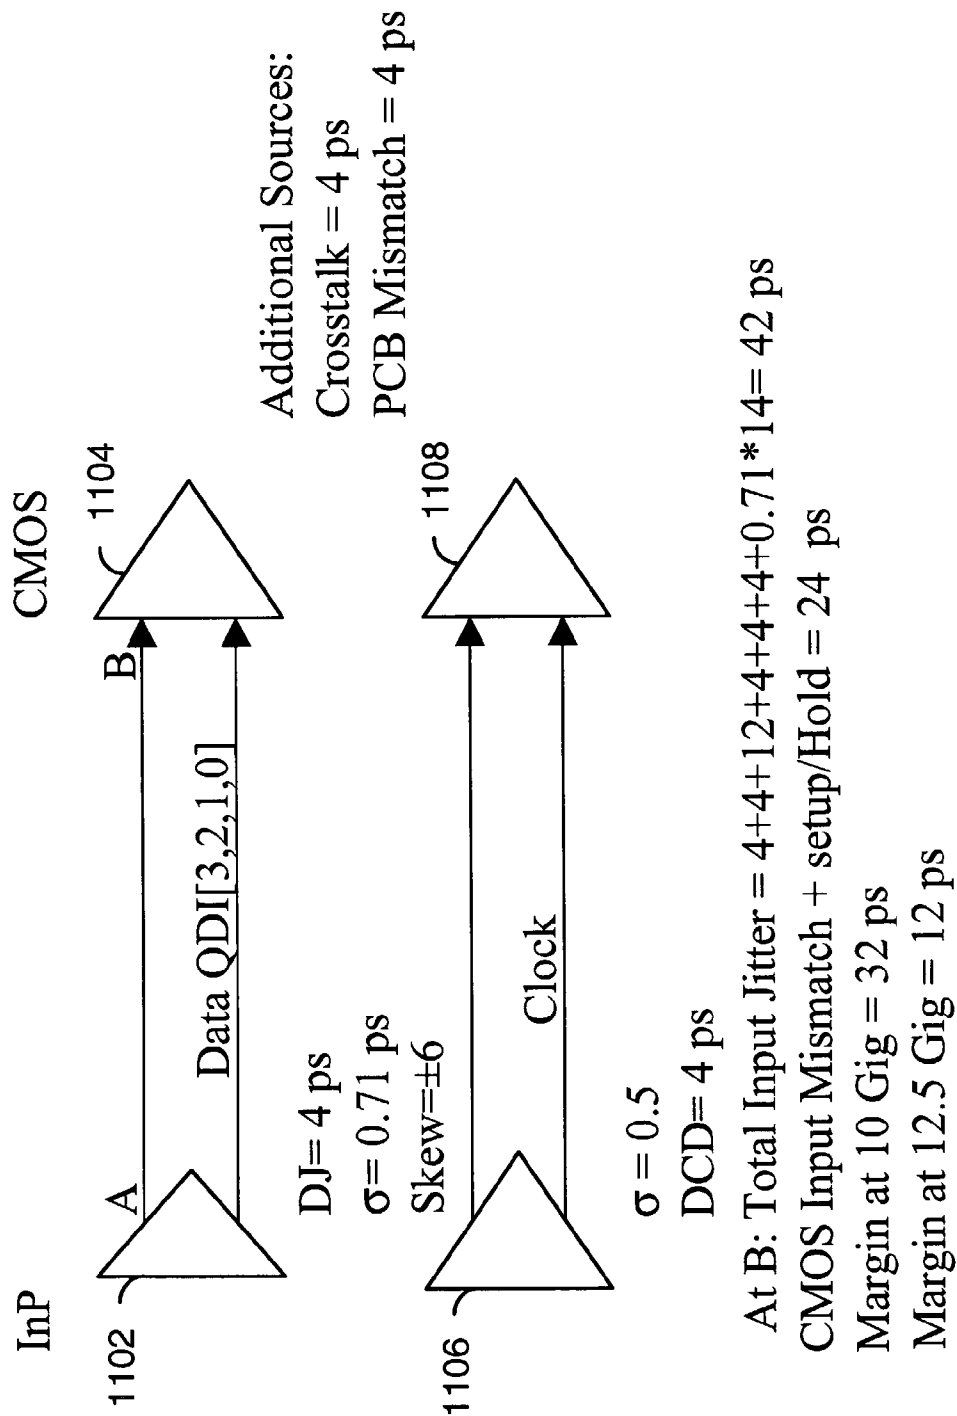 InP
CMOS
1102
A
B
1104
Data QDI[3,2,1,0]
DJ= 4 ps
σ= 0.71 ps
Skew=±6
Additional Sources:
Crosstalk = 4 ps
PCB Mismatch = 4 ps
1106
Clock
1108
σ = 0.5
DCD= 4 ps
At B: Total Input Jitter = 4+4+12+4+4+4+0.71*14= 42 ps
CMOS Input Mismatch + setup/Hold = 24 ps
Margin at 10 Gig = 32 ps
Margin at 12.5 Gig = 12 ps